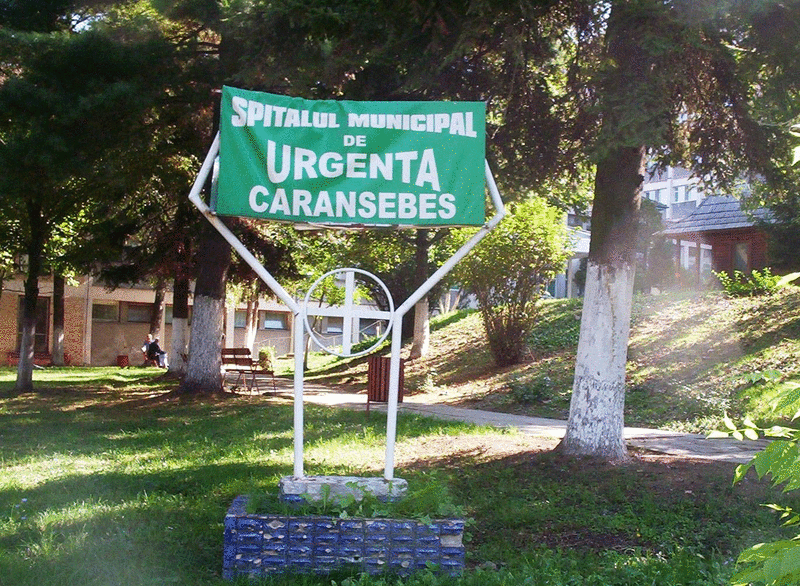 SPITALUL MUNICIPAL
DE
URGENTA
CARANSEBES